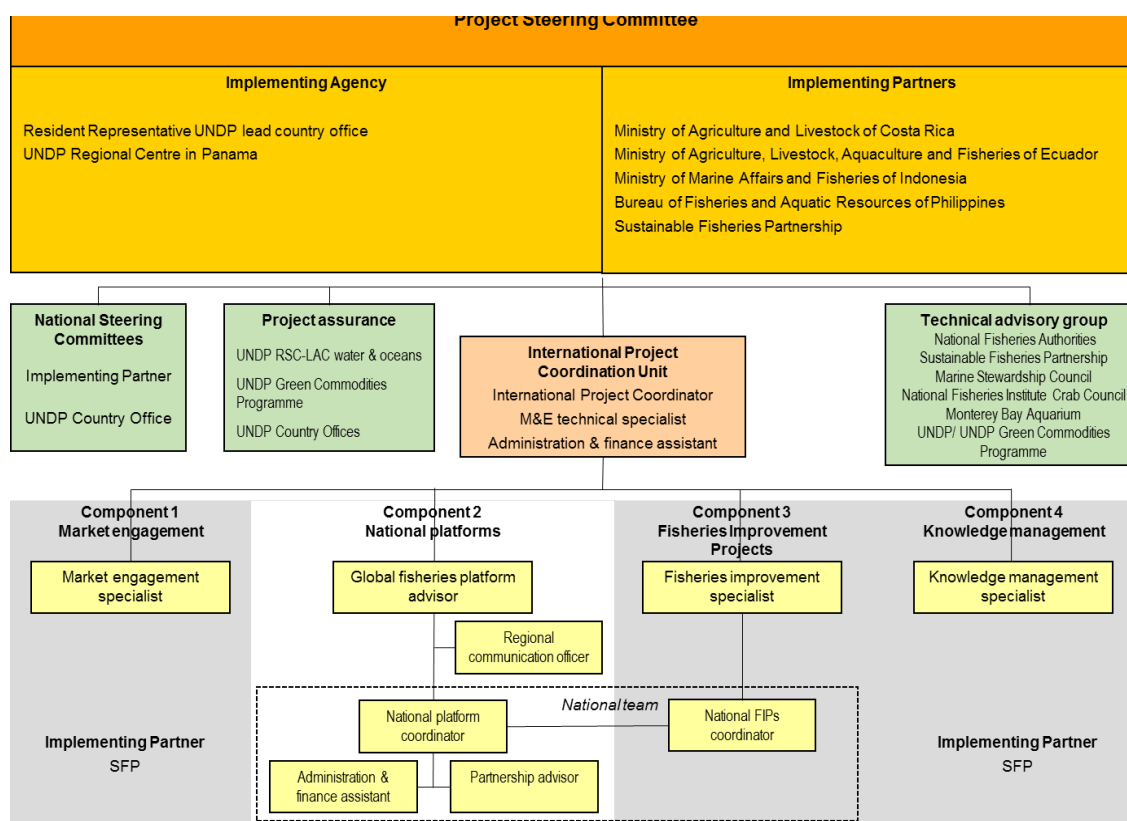 Project Steering Committee
Implementing Agency
Resident Representative UNDP lead country office
UNDP Regional Centre in Panama
Implementing Partners
Ministry of Agriculture and Livestock of Costa Rica
Ministry of Agriculture, Livestock, Aquaculture and Fisheries of Ecuador
Ministry of Marine Affairs and Fisheries of Indonesia
Bureau of Fisheries and Aquatic Resources of Philippines
Sustainable Fisheries Partnership
National Steering
Committees
Implementing Partner
UNDP Country Office
Project assurance
UNDP RSC-LAC water & oceans
UNDP Green Commodities
Programme
UNDP Country Offices
International Project
Coordination Unit
International Project Coordinator
M&E technical specialist
Administration & finance assistant
Technical advisory group
National Fisheries Authorities
Sustainable Fisheries Partnership
Marine Stewardship Council
National Fisheries Institute Crab Council
Monterey Bay Aquarium
UNDP/ UNDP Green Commodities
Programme
Component 1
Market engagement
Market engagement
specialist
Implementing Partner
SFP
Component 2
National platforms
Global fisheries platform
advisor
Regional
communication officer
National team
National platform
coordinator
Administration &
finance assistant
Partnership advisor
Component 3
Fisheries Improvement
Projects
Fisheries improvement
specialist
National FIPs
coordinator
Component 4
Knowledge management
Knowledge management
specialist
Implementing Partner
SFP